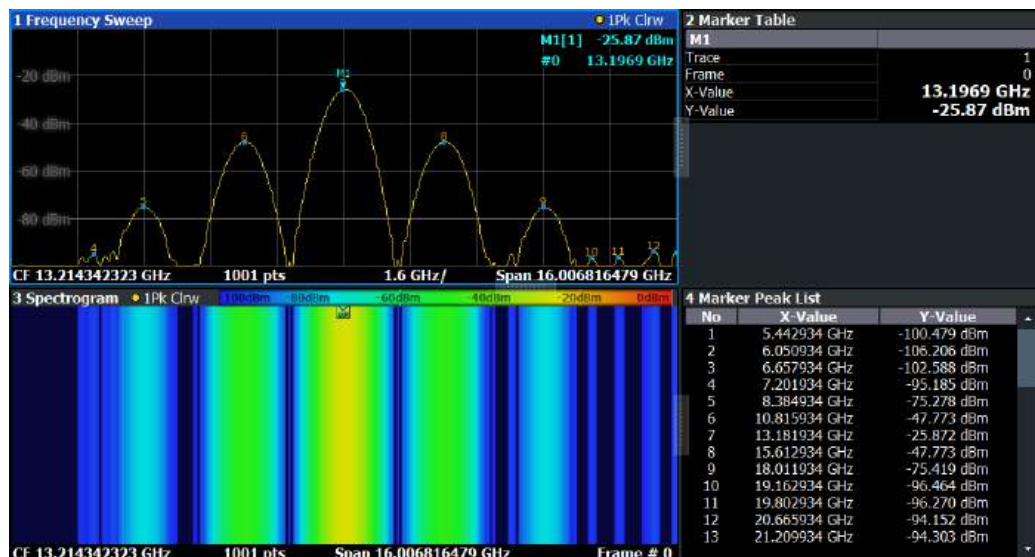 1 Frequency Sweep
1Pk Clrw
M1[1] -25.87 dBm
#0 13.1969 GHz
M1
-20 dBm
-40 dBm
6
8
-60 dBm
5
9
-80 dBm
4
10 11 12
CF 13.214342323 GHz 1001 pts 1.6 GHz/ Span 16.006816479 GHz
2 Marker Table
M1
Trace 1
Frame 0
X-Value 13.1969 GHz
Y-Value -25.87 dBm
3 Spectrogram 1Pk Clrw -100dBm -80dBm -60dBm -40dBm -20dBm 0dBm
CF 13.214342323 GHz 1001 pts Span 16.006816479 GHz Frame # 0
4 Marker Peak List
No X-Value Y-Value
1 5.442934 GHz -100.479 dBm
2 6.050934 GHz -106.206 dBm
3 6.657934 GHz -102.588 dBm
4 7.201934 GHz -95.185 dBm
5 8.384934 GHz -75.278 dBm
6 10.815934 GHz -47.773 dBm
7 13.181934 GHz -25.872 dBm
8 15.612934 GHz -47.773 dBm
9 18.011934 GHz -75.419 dBm
10 19.162934 GHz -96.464 dBm
11 19.802934 GHz -96.270 dBm
12 20.665934 GHz -94.152 dBm
13 21.209934 GHz -94.303 dBm